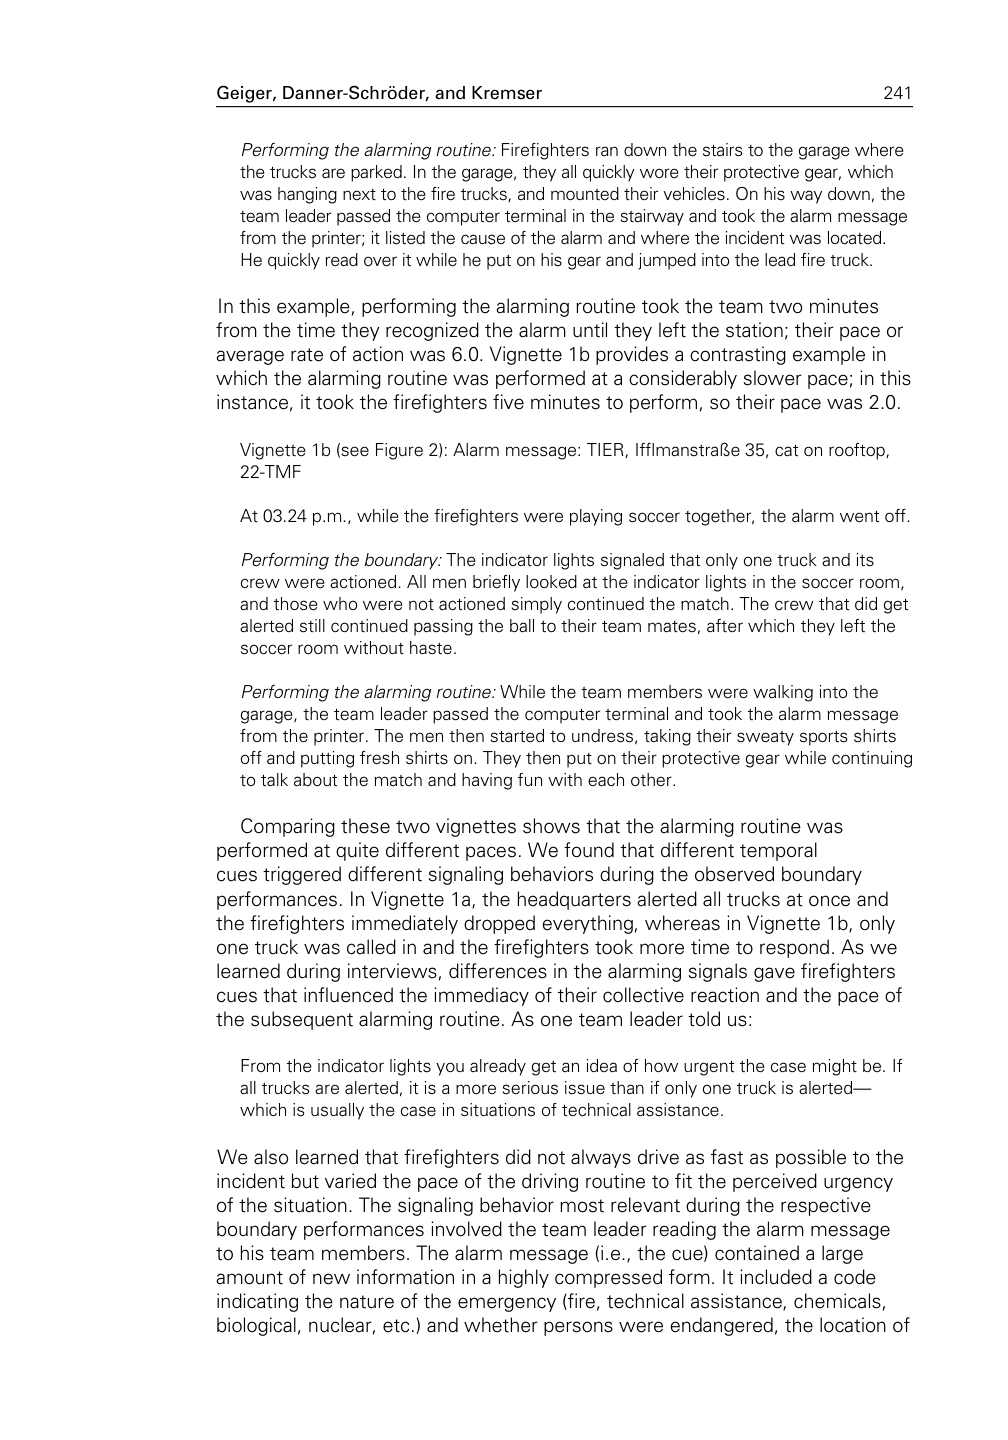 Geiger, Danner-Schröder, and Kremser 241
Performing the alarming routine: Firefighters ran down the stairs to the garage where
the trucks are parked. In the garage, they all quickly wore their protective gear, which
was hanging next to the fire trucks, and mounted their vehicles. On his way down, the
team leader passed the computer terminal in the stairway and took the alarm message
from the printer; it listed the cause of the alarm and where the incident was located.
He quickly read over it while he put on his gear and jumped into the lead fire truck.
In this example, performing the alarming routine took the team two minutes
from the time they recognized the alarm until they left the station; their pace or
average rate of action was 6.0. Vignette 1b provides a contrasting example in
which the alarming routine was performed at a considerably slower pace; in this
instance, it took the firefighters five minutes to perform, so their pace was 2.0.
Vignette 1b (see Figure 2): Alarm message: TIER, Ifflmanstraße 35, cat on rooftop,
22-TMF
At 03.24 p.m., while the firefighters were playing soccer together, the alarm went off.
Performing the boundary: The indicator lights signaled that only one truck and its
crew were actioned. All men briefly looked at the indicator lights in the soccer room,
and those who were not actioned simply continued the match. The crew that did get
alerted still continued passing the ball to their team mates, after which they left the
soccer room without haste.
Performing the alarming routine: While the team members were walking into the
garage, the team leader passed the computer terminal and took the alarm message
from the printer. The men then started to undress, taking their sweaty sports shirts
off and putting fresh shirts on. They then put on their protective gear while continuing
to talk about the match and having fun with each other.
Comparing these two vignettes shows that the alarming routine was
performed at quite different paces. We found that different temporal
cues triggered different signaling behaviors during the observed boundary
performances. In Vignette 1a, the headquarters alerted all trucks at once and
the firefighters immediately dropped everything, whereas in Vignette 1b, only
one truck was called in and the firefighters took more time to respond. As we
learned during interviews, differences in the alarming signals gave firefighters
cues that influenced the immediacy of their collective reaction and the pace of
the subsequent alarming routine. As one team leader told us:
From the indicator lights you already get an idea of how urgent the case might be. If
all trucks are alerted, it is a more serious issue than if only one truck is alerted—
which is usually the case in situations of technical assistance.
We also learned that firefighters did not always drive as fast as possible to the
incident but varied the pace of the driving routine to fit the perceived urgency
of the situation. The signaling behavior most relevant during the respective
boundary performances involved the team leader reading the alarm message
to his team members. The alarm message (i.e., the cue) contained a large
amount of new information in a highly compressed form. It included a code
indicating the nature of the emergency (fire, technical assistance, chemicals,
biological, nuclear, etc.) and whether persons were endangered, the location of